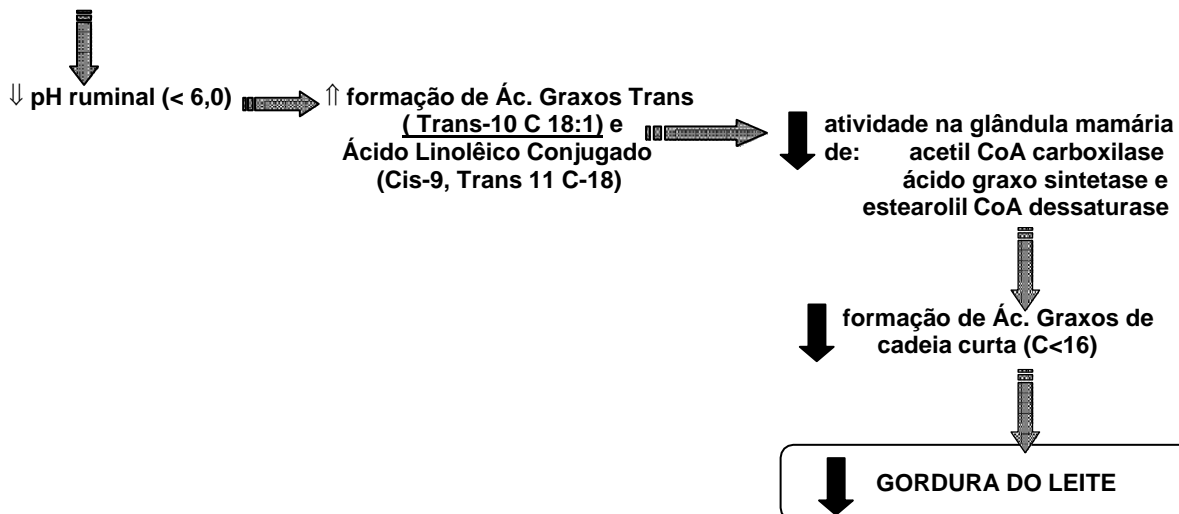 ⇓ pH ruminal (< 6,0)
⇑ formação de Ác. Graxos Trans
( Trans-10 C 18:1) e
Ácido Linolêico Conjugado
(Cis-9, Trans 11 C-18)
atividade na glândula mamária
de: acetil CoA carboxilase
ácido graxo sintetase e
estearolil CoA dessaturase
formação de Ác. Graxos de
cadeia curta (C<16)
GORDURA DO LEITE